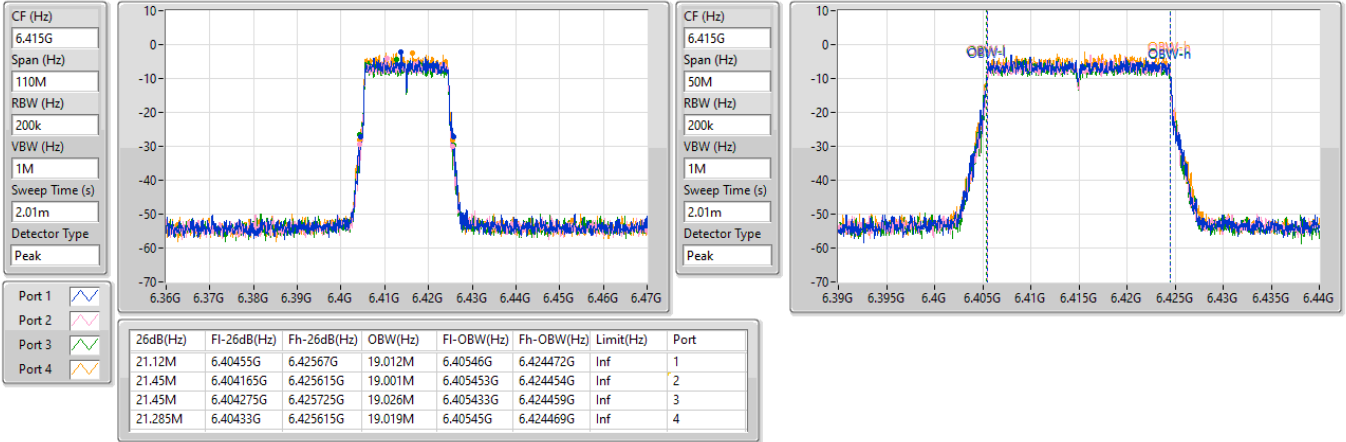 CF (Hz)
6.415G
Span (Hz)
110M
RBW (Hz)
200k
VBW (Hz)
1M
Sweep Time (s)
2.01m
Detector Type
Peak
10
0
-10
-20
-30
-40
-50
-60
-70
6.36G 6.37G 6.38G 6.39G 6.4G 6.41G 6.42G 6.43G 6.44G 6.45G 6.46G 6.47G
CF (Hz)
6.415G
Span (Hz)
50M
RBW (Hz)
200k
VBW (Hz)
1M
Sweep Time (s)
2.01m
Detector Type
Peak
10
0
-10
-20
-30
-40
-50
-60
-70
OBW-l
OBW-h
OBW-h
6.39G 6.395G 6.4G 6.405G 6.41G 6.415G 6.42G 6.425G 6.43G 6.435G 6.44G
Port 1
Port 2
Port 3
Port 4
26dB(Hz) Fl-26dB(Hz) Fh-26dB(Hz) OBW(Hz) Fl-OBW(Hz) Fh-OBW(Hz) Limit(Hz) Port
21.12M 6.40455G 6.42567G 19.012M 6.40546G 6.424472G Inf 1
21.45M 6.404165G 6.425615G 19.001M 6.405453G 6.424454G Inf 2
21.45M 6.404275G 6.425725G 19.026M 6.405433G 6.424459G Inf 3
21.285M 6.40433G 6.425615G 19.019M 6.40545G 6.424469G Inf 4